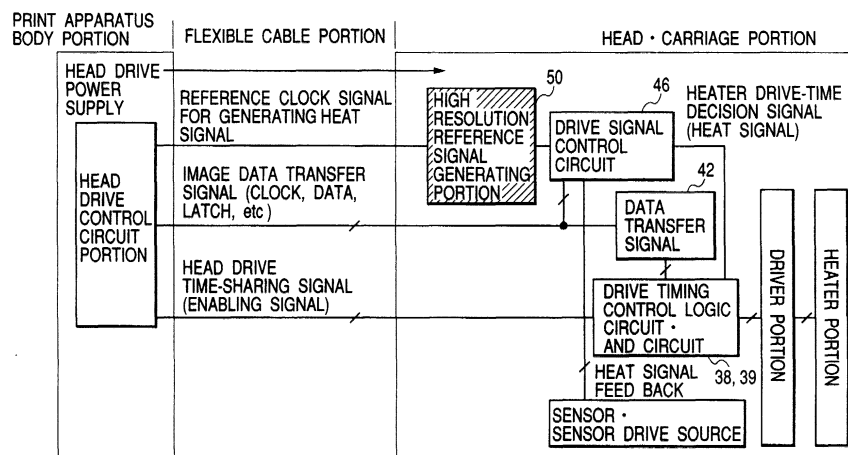 PRINT APPARATUS
BODY PORTION
FLEXIBLE CABLE PORTION
HEAD・CARRIAGE PORTION
HEAD DRIVE
POWER
SUPPLY
REFERENCE CLOCK SIGNAL
FOR GENERATING HEAT
SIGNAL
50
HIGH
RESOLUTION
REFERENCE
SIGNAL
GENERATING
PORTION
46
DRIVE SIGNAL
CONTROL
CIRCUIT
HEATER DRIVE-TIME
DECISION SIGNAL
(HEAT SIGNAL)
HEAD
DRIVE
CONTROL
CIRCUIT
PORTION
IMAGE DATA TRANSFER
SIGNAL (CLOCK, DATA,
LATCH, etc)
42
DATA
TRANSFER
SIGNAL
HEAD DRIVE
TIME-SHARING SIGNAL
(ENABLING SIGNAL)
DRIVE TIMING
CONTROL LOGIC
CIRCUIT・
AND CIRCUIT
38, 39
DRIVER PORTION
HEATER PORTION
HEAT SIGNAL
FEED BACK
SENSOR・
SENSOR DRIVE SOURCE